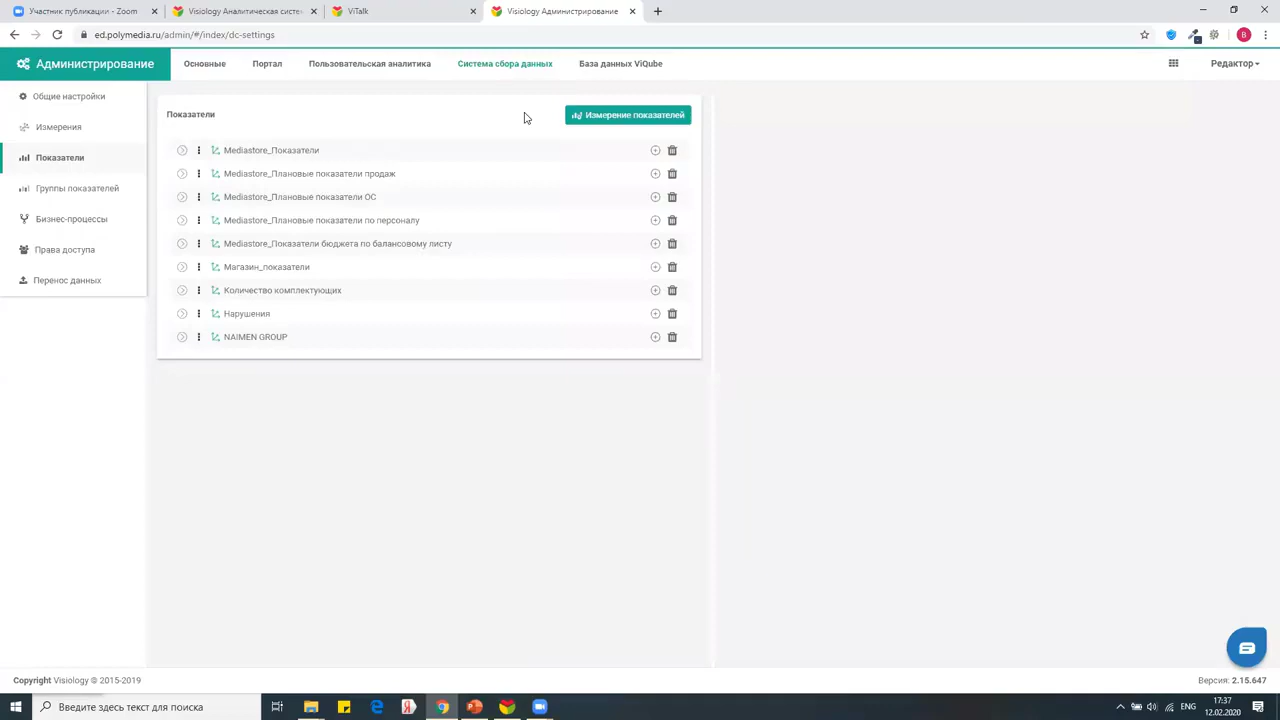 Участник публикации - Zoom
Visiology Аналитическая систе
ViTalk
Visiology Администрирование
ed.polymedia.ru/admin/#/index/dc-settings
B
Администрирование
Основные
Портал
Пользовательская аналитика
Система сбора данных
База данных ViQube
Редактор
Общие настройки
Измерения
Показатели
Группы показателей
Бизнес-процессы
Права доступа
Перенос данных
Показатели
Измерение показателей
Mediastore_Показатели
Mediastore_Плановые показатели продаж
Mediastore_Плановые показатели ОС
Mediastore_Плановые показатели по персоналу
Mediastore_Показатели бюджета по балансовому листу
Магазин_показатели
Количество комплектующих
Нарушения
NAIMEN GROUP
Copyright Visiology © 2015-2019
Версия: 2.15.647
Введите здесь текст для поиска
ENG
17:37
12.02.2020